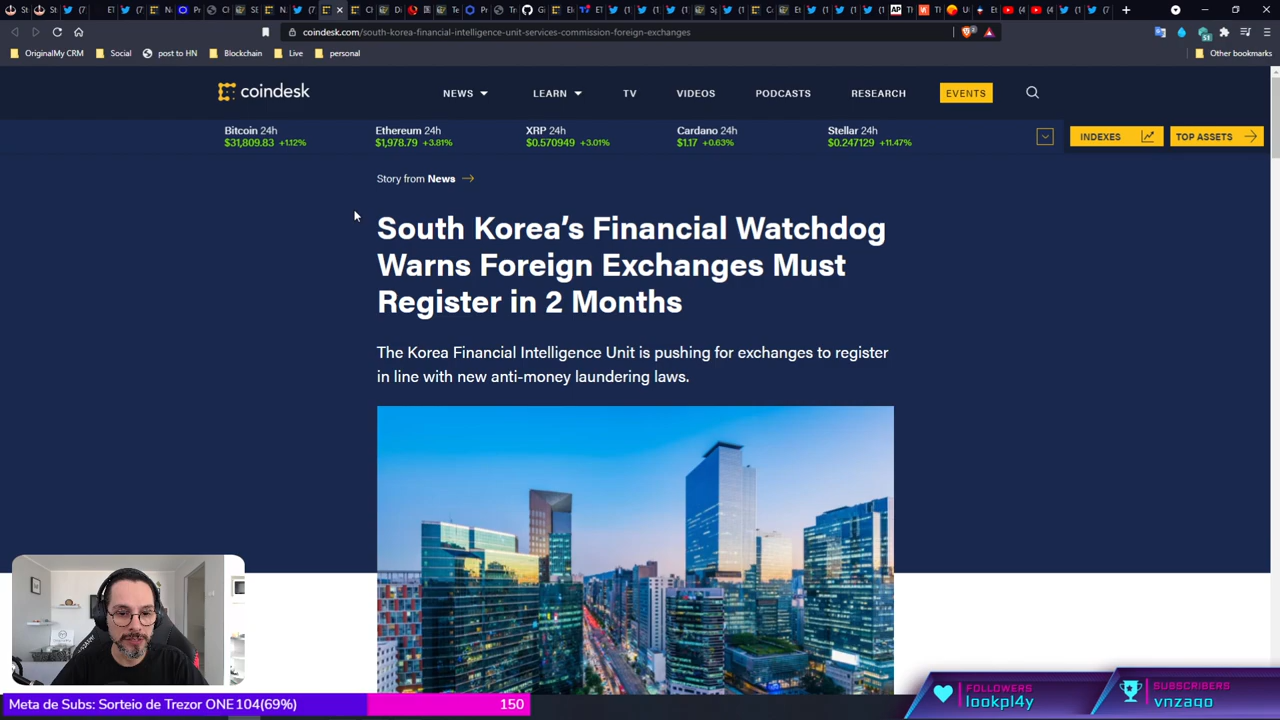 coindesk.com/south-korea-financial-intelligence-unit-services-commission-foreign-exchanges
OriginalMy CRM
Social
post to HN
Blockchain
Live
personal
Other bookmarks
coindesk
NEWS
LEARN
TV
VIDEOS
PODCASTS
RESEARCH
EVENTS
Bitcoin 24h
$31,809.83 +1.12%
Ethereum 24h
$1,978.79 +3.81%
XRP 24h
$0.570949 +3.01%
Cardano 24h
$1.17 +0.63%
Stellar 24h
$0.247129 +11.47%
INDEXES
TOP ASSETS
Story from News
South Korea's Financial Watchdog
Warns Foreign Exchanges Must
Register in 2 Months
The Korea Financial Intelligence Unit is pushing for exchanges to register
in line with new anti-money laundering laws.
Meta de Subs: Sorteio de Trezor ONE 104(69%)
150
FOLLOWERS
lookpl4y
SUBSCRIBERS
vnzago